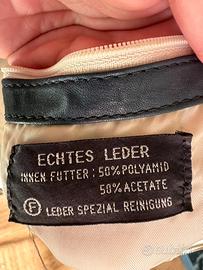 ECHTES LEDER
INNEN FUTTER: 50% POLYAMID
50% ACETATE
F LEDER SPEZIAL REINIGUNG